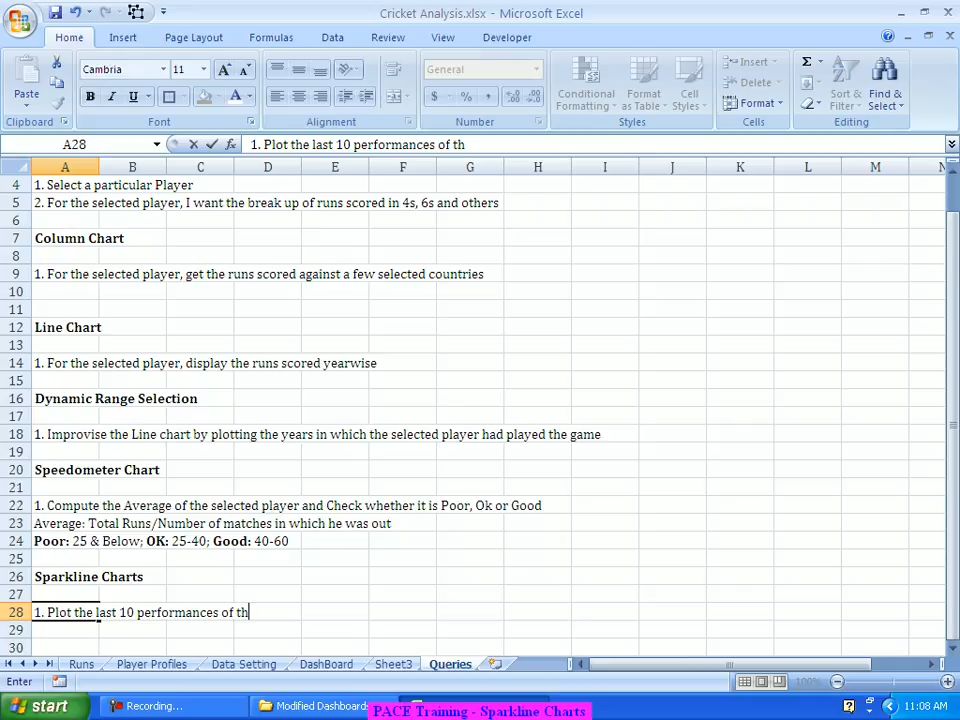 Cricket Analysis.xlsx - Microsoft Excel
Home Insert Page Layout Formulas Data Review View Developer
Cambria 11 General
Paste
Conditional Formatting Format as Table Cell Styles
Insert
Delete
Format
Sort & Filter Find & Select
Clipboard Font Alignment Number Styles Cells Editing
A28 1. Plot the last 10 performances of th
A B C D E F G H I J K L M N
4 1. Select a particular Player
5 2. For the selected player, I want the break up of runs scored in 4s, 6s and others
6
7 Column Chart
8
9 1. For the selected player, get the runs scored against a few selected countries
10
11
12 Line Chart
13
14 1. For the selected player, display the runs scored yearwise
15
16 Dynamic Range Selection
17
18 1. Improvise the Line chart by plotting the years in which the selected player had played the game
19
20 Speedometer Chart
21
22 1. Compute the Average of the selected player and Check whether it is Poor, Ok or Good
23 Average: Total Runs/Number of matches in which he was out
24 Poor: 25 & Below; OK: 25-40; Good: 40-60
25
26 Sparkline Charts
27
28 1. Plot the last 10 performances of th
29
30
Runs Player Profiles Data Setting DashBoard Sheet3 Queries
Enter 100%
start Recording... Modified Dashboard 11:08 AM
PACE Training - Sparkline Charts